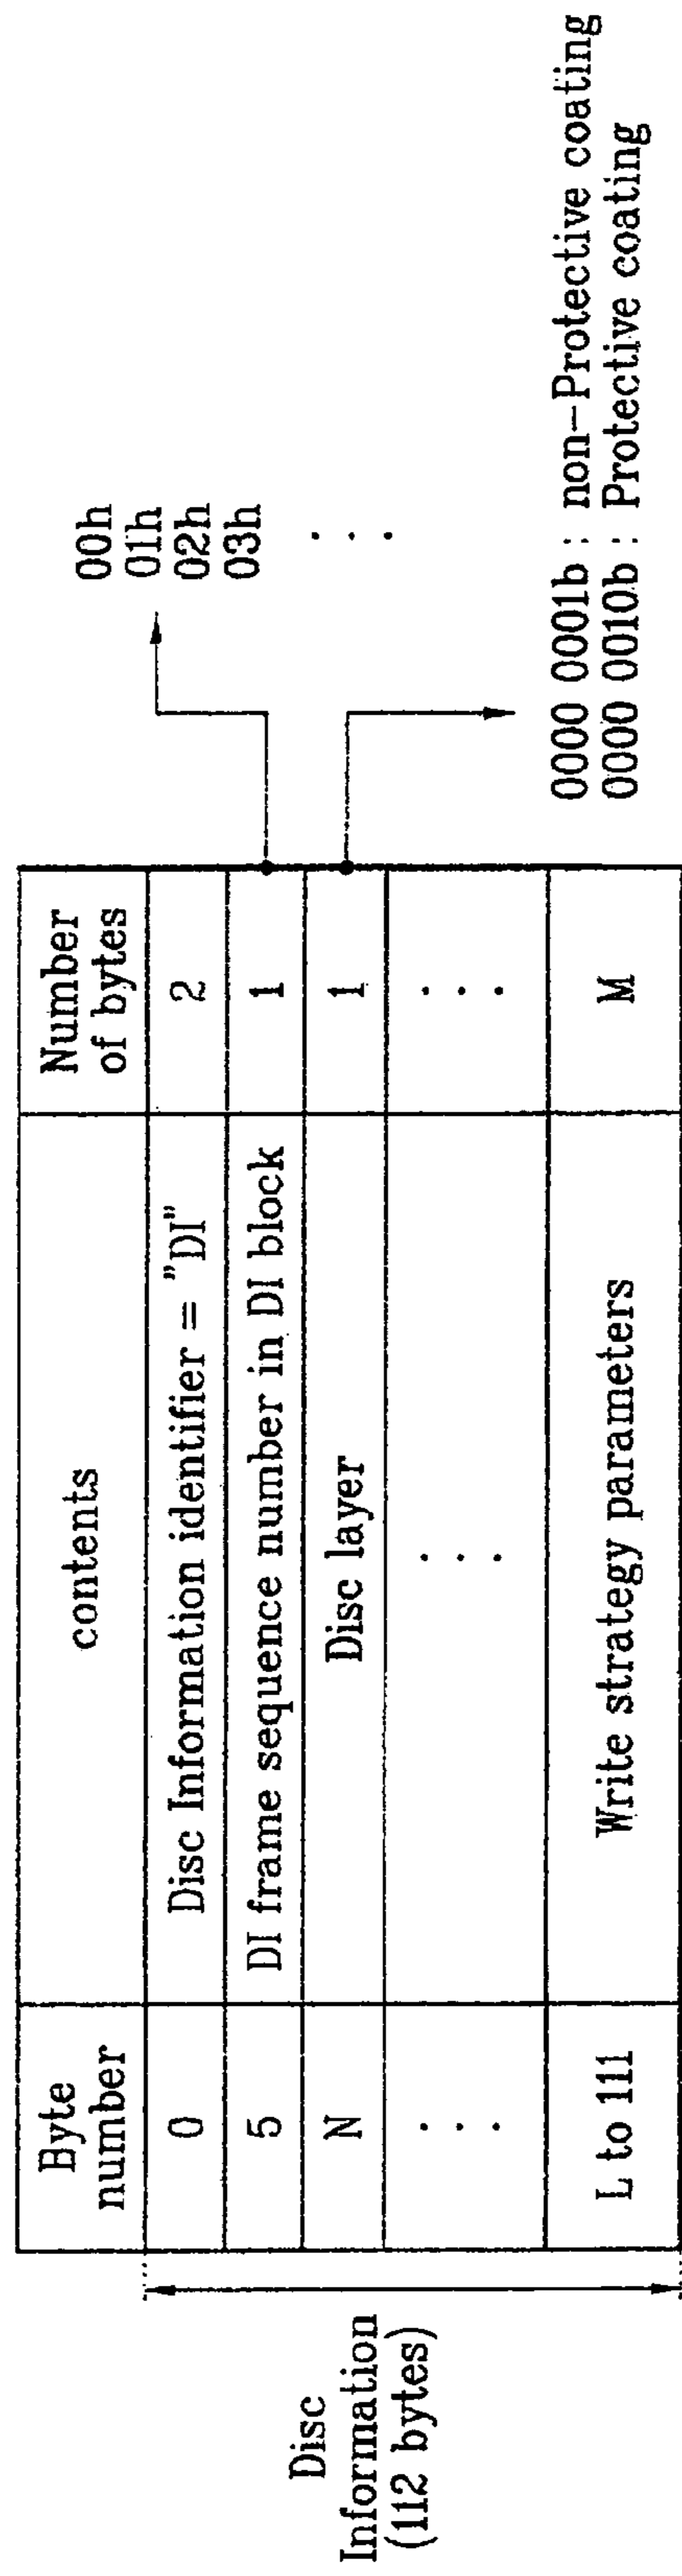 Disc
Information
(112 bytes)
Byte
number
contents
Number
of bytes
0
Disc Information identifier = "DI"
2
5
DI frame sequence number in DI block
1
N
Disc layer
1
. . .
. . .
. . .
L to 111
Write strategy parameters
M
00h
01h
02h
03h
. . .
0000 0001b : non-Protective coating
0000 0010b : Protective coating